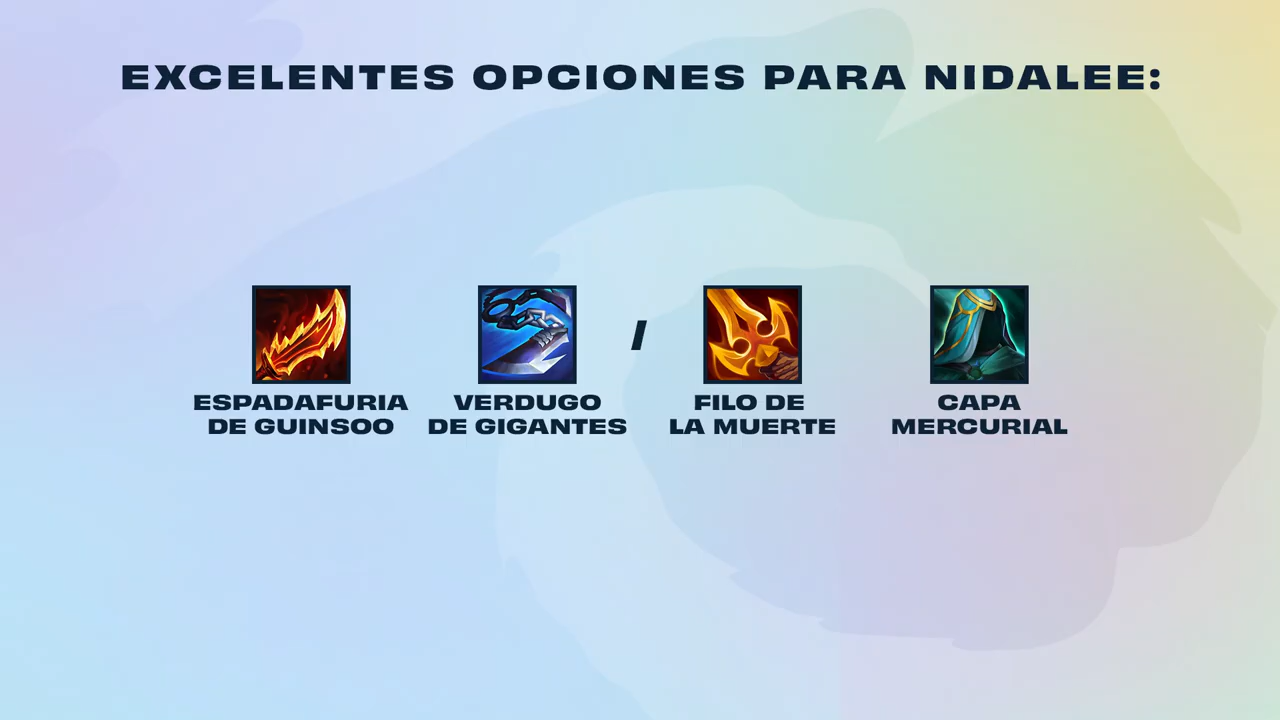 EXCELENTES OPCIONES PARA NIDALEE:
ESPADAFURIA
DE GUINSOO
VERDUGO
DE GIGANTES
/
FILO DE
LA MUERTE
CAPA
MERCURIAL